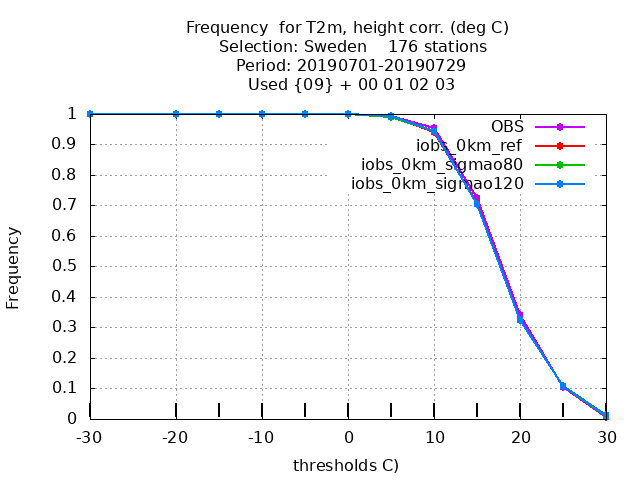 Frequency  for T2m, height corr. (deg C)
Selection: Sweden    176 stations
Period: 20190701-20190729
Used {09} + 00 01 02 03
OBS
iobs_0km_ref
iobs_0km_sigmao80
iobs_0km_sigmao120
Frequency
1
0.9
0.8
0.7
0.6
0.5
0.4
0.3
0.2
0.1
0
-30
-20
-10
0
10
20
30
thresholds C)